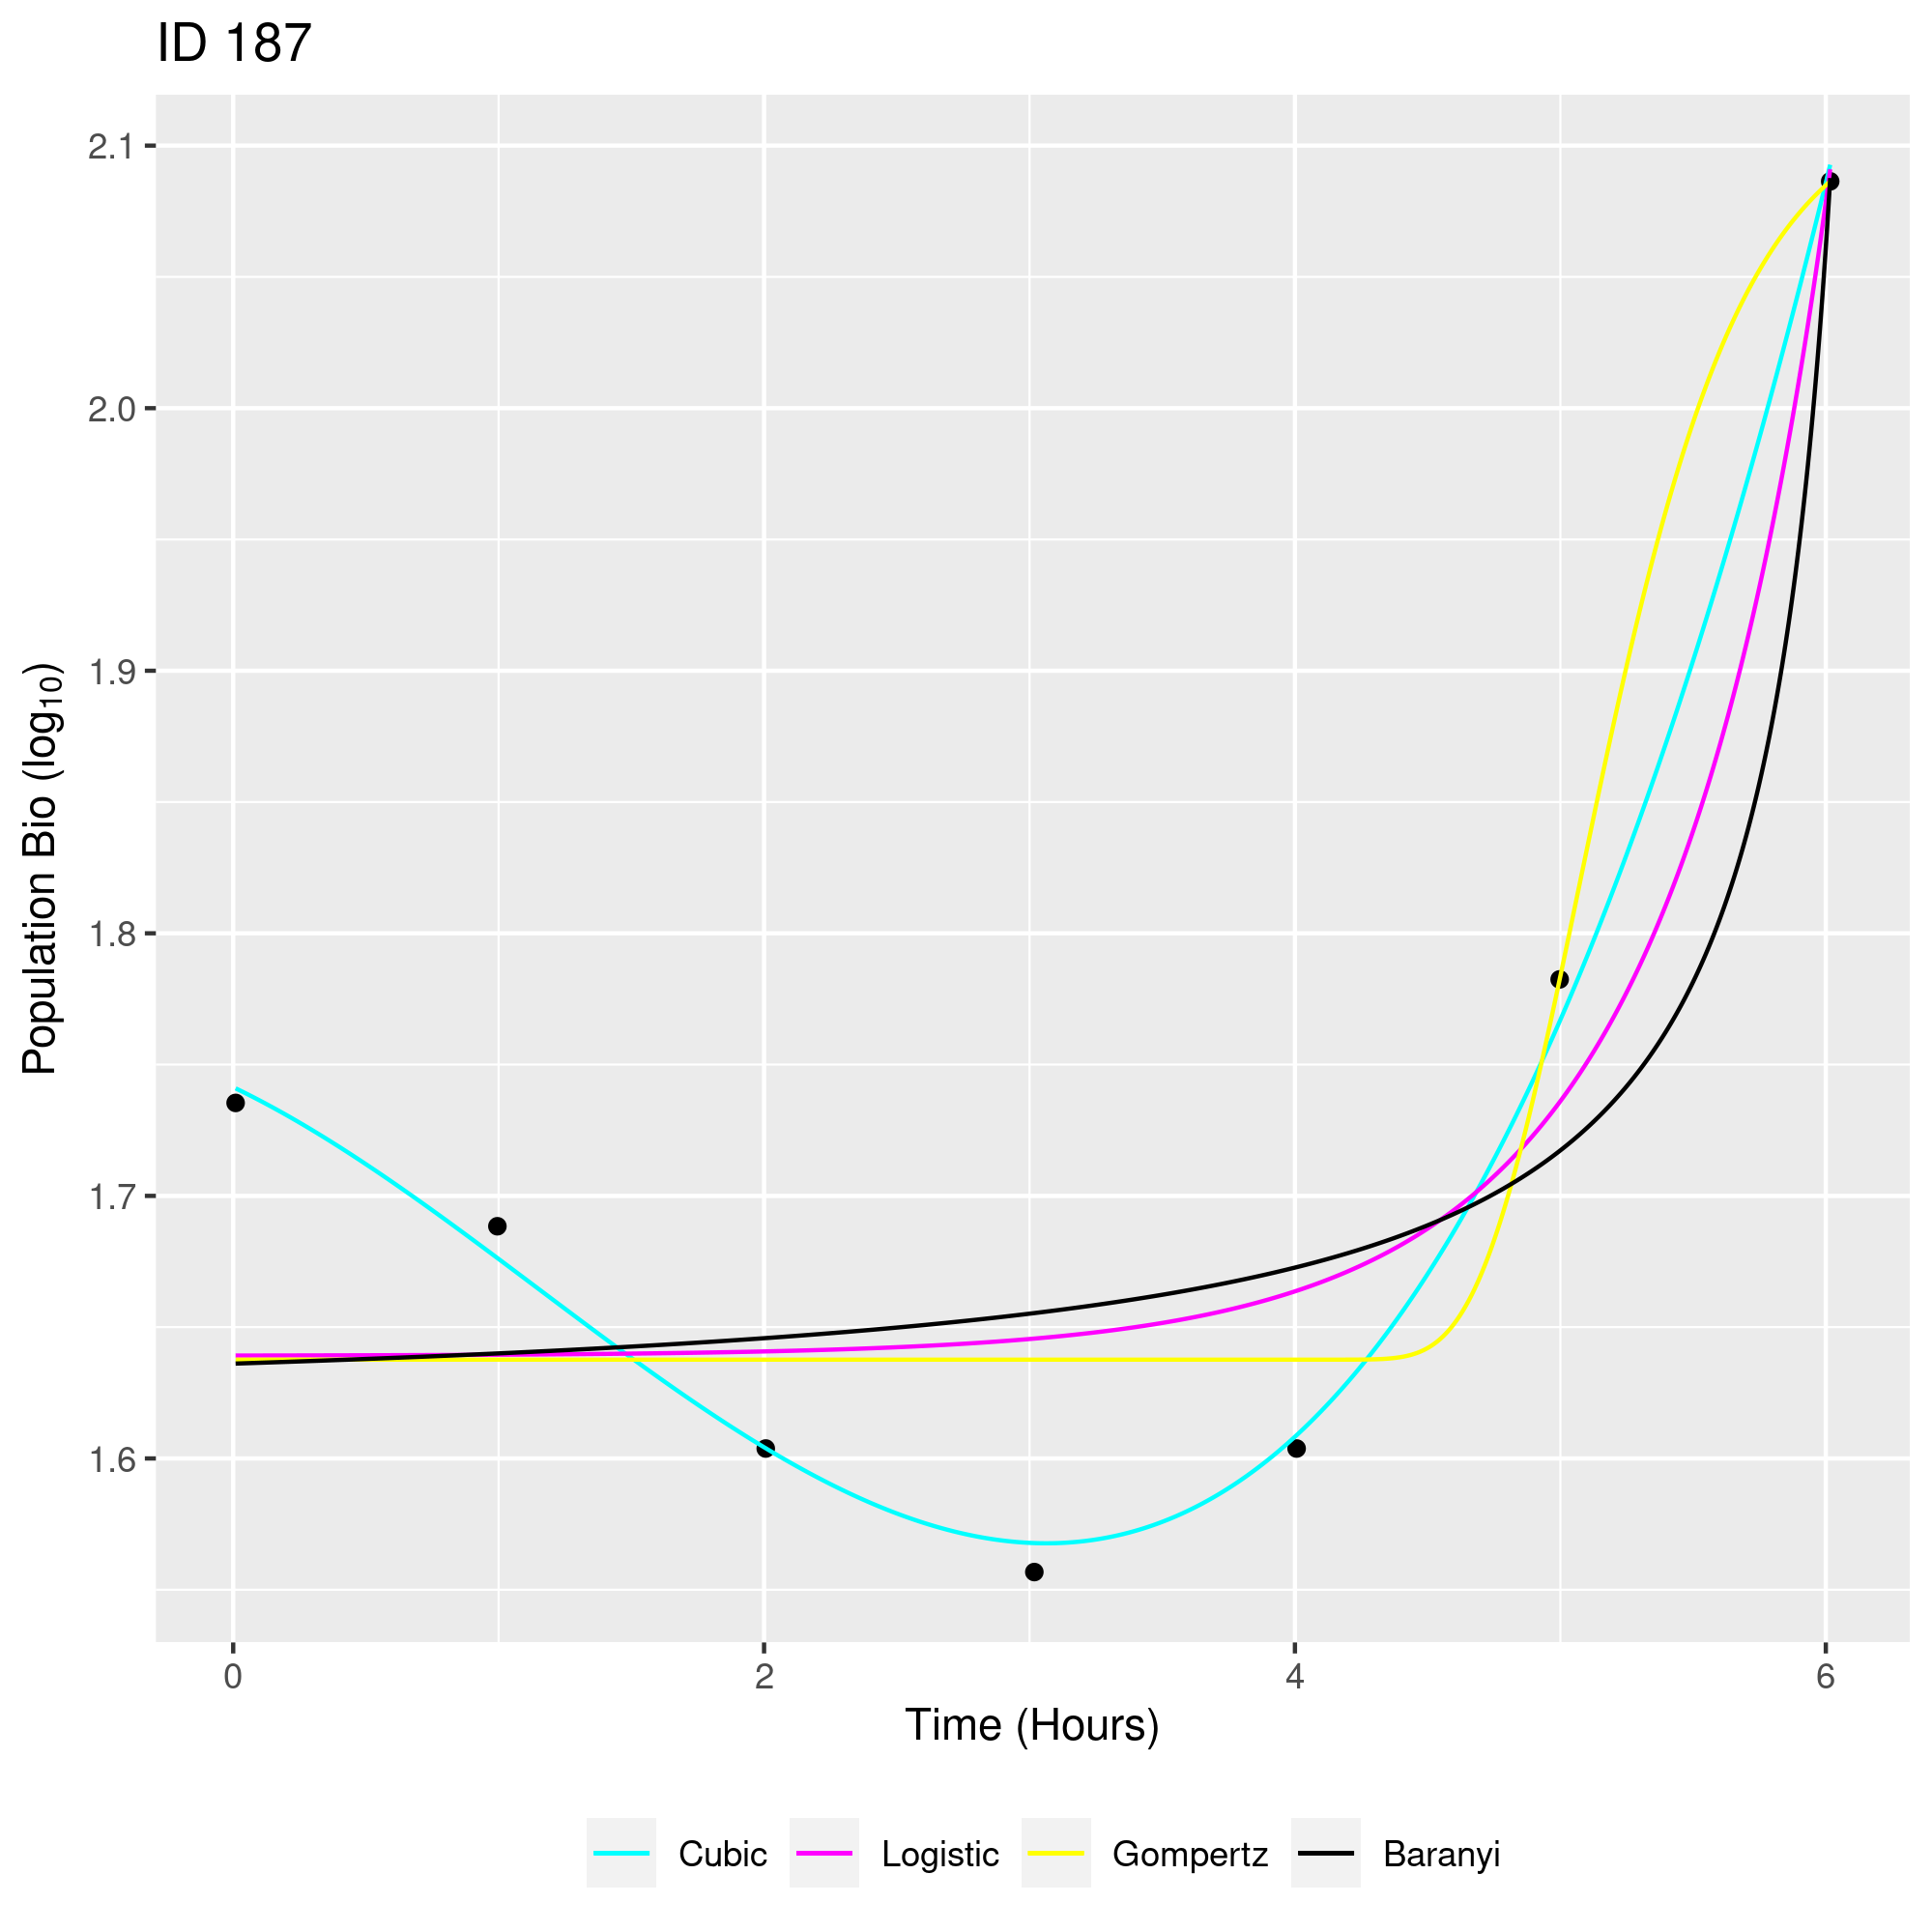 ID 187
2.1
2.0
1.9
1.8
1.7
1.6
Population Bio (log₁₀)
0 2 4 6
Time (Hours)
Cubic Logistic Gompertz Baranyi